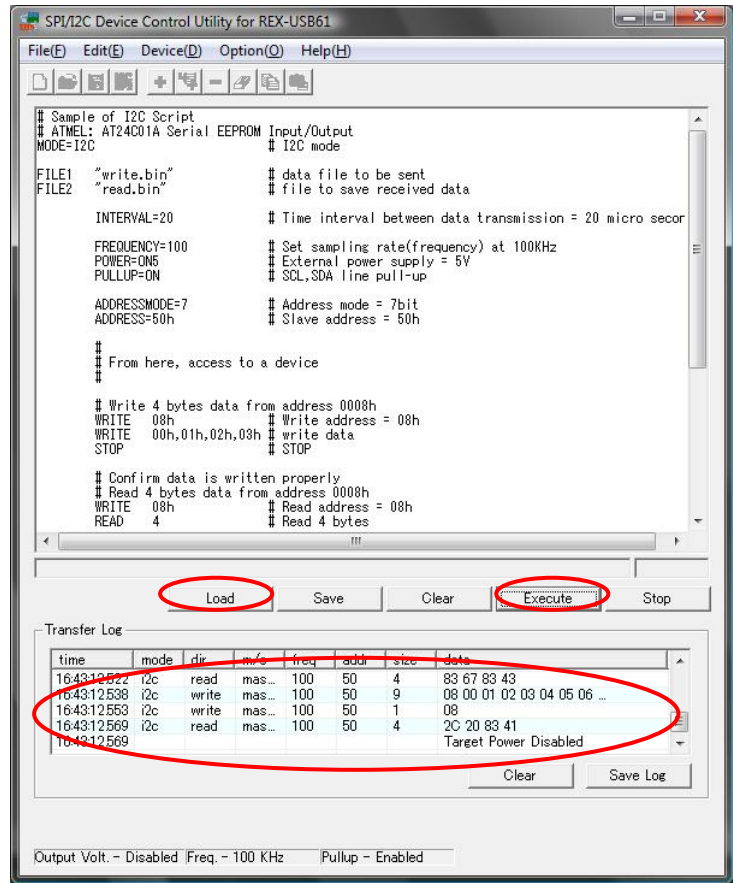 SPI/I2C Device Control Utility for REX-USB61
File(F) Edit(E) Device(D) Option(O) Help(H)
# Sample of I2C Script
# ATMEL: AT24C01A Serial EEPROM Input/Output
MODE=I2C # I2C mode
FILE1 "write.bin" # data file to be sent
FILE2 "read.bin" # file to save received data
INTERVAL=20 # Time interval between data transmission = 20 micro secor
FREQUENCY=100 # Set sampling rate(frequency) at 100KHz
POWER=ON5 # External power supply = 5V
PULLUP=ON # SCL,SDA line pull-up
ADDRESSMODE=7 # Address mode = 7bit
ADDRESS=50h # Slave address = 50h
#
# From here, access to a device
#
# Write 4 bytes data from address 0008h
WRITE 08h # Write address = 08h
WRITE 00h,01h,02h,03h # write data
STOP # STOP
# Confirm data is written properly
# Read 4 bytes data from address 0008h
WRITE 08h # Read address = 08h
READ 4 # Read 4 bytes
Load Save Clear Execute Stop
Transfer Log
time mode dir m/s freq addr size data
16:43:12.522 i2c read mas... 100 50 4 83 67 83 43
16:43:12.538 i2c write mas... 100 50 9 08 00 01 02 03 04 05 06 ...
16:43:12.553 i2c write mas... 100 50 1 08
16:43:12.569 i2c read mas... 100 50 4 2C 20 83 41
16:43:12.569 Target Power Disabled
Clear Save Log
Output Volt. - Disabled Freq. - 100 KHz Pullup - Enabled